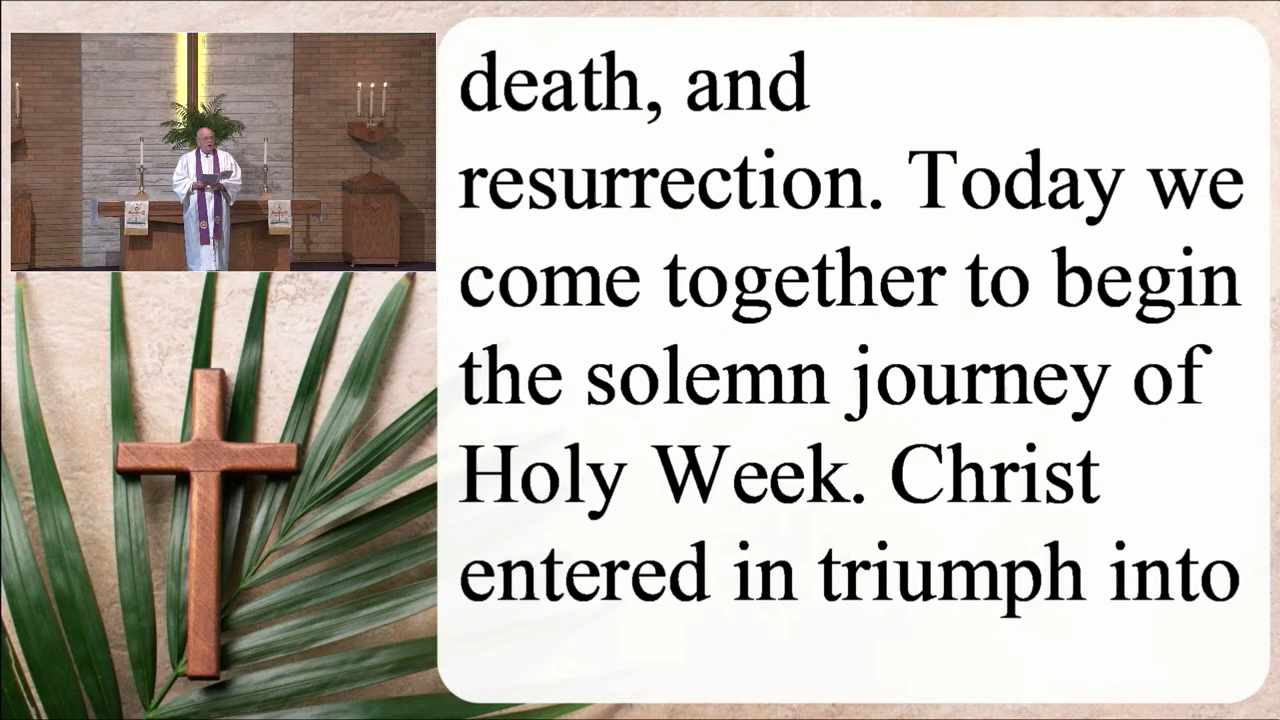 death, and
resurrection. Today we
come together to begin
the solemn journey of
Holy Week. Christ
entered in triumph into